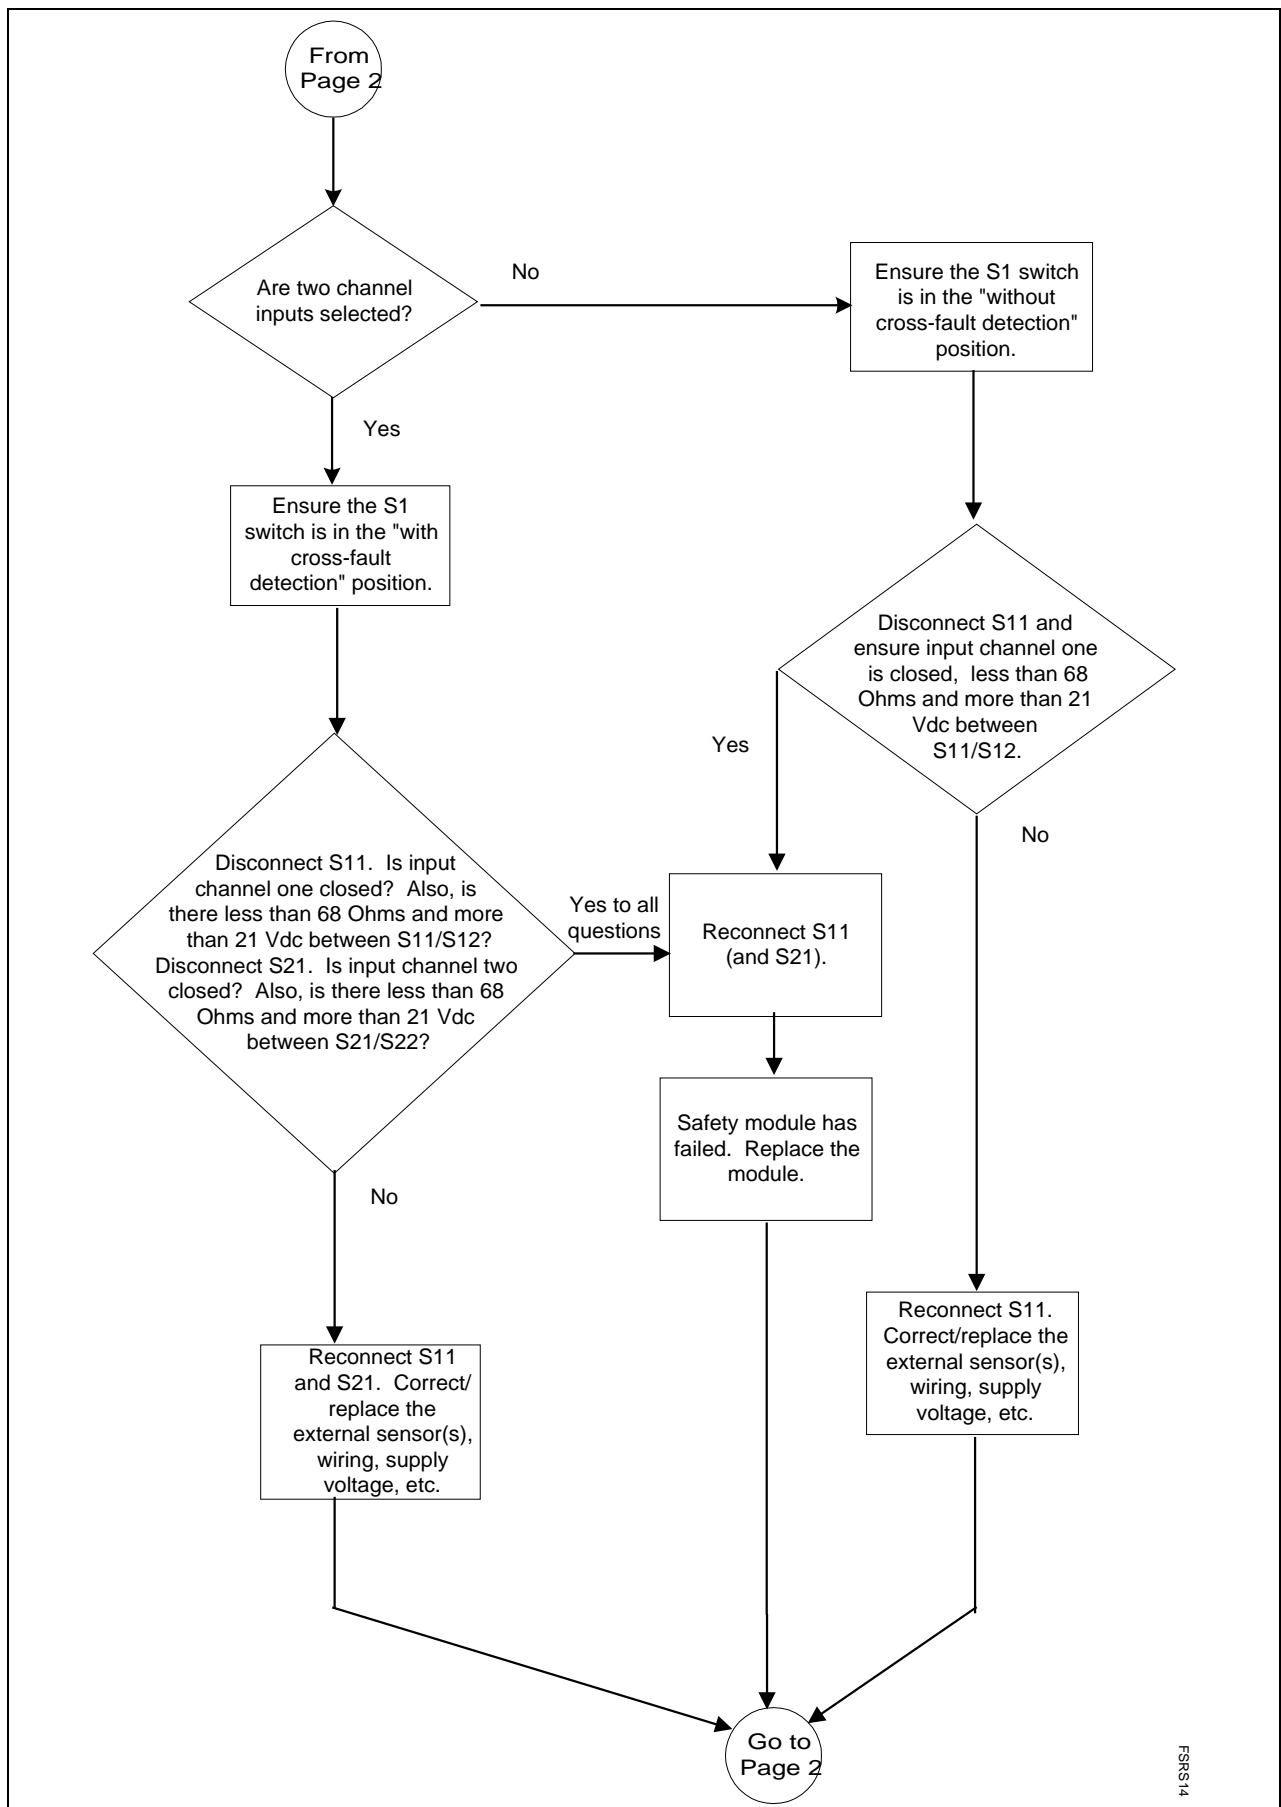 From
Page 2
Are two channel
inputs selected?
No
Ensure the S1 switch
is in the "without
cross-fault detection"
position.
Yes
Ensure the S1
switch is in the "with
cross-fault
detection" position.
Disconnect S11 and
ensure input channel one
is closed, less than 68
Ohms and more than 21
Vdc between
S11/S12.
Yes
No
Disconnect S11. Is input
channel one closed? Also, is
there less than 68 Ohms and more
than 21 Vdc between S11/S12?
Disconnect S21. Is input channel two
closed? Also, is there less than 68
Ohms and more than 21 Vdc
between S21/S22?
Yes to all
questions
Reconnect S11
(and S21).
Safety module has
failed. Replace the
module.
No
Reconnect S11
and S21. Correct/
replace the
external sensor(s),
wiring, supply
voltage, etc.
Reconnect S11.
Correct/replace the
external sensor(s),
wiring, supply
voltage, etc.
Go to
Page 2
FSRS14